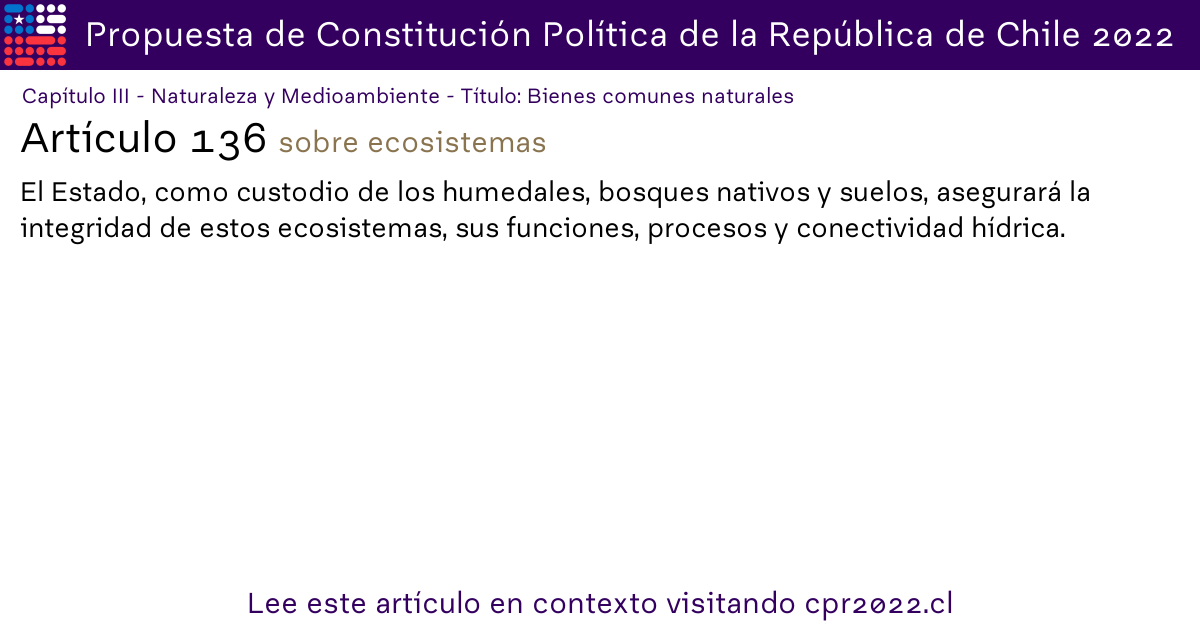 Propuesta de Constitución Política de la República de Chile 2022
Capítulo III - Naturaleza y Medioambiente - Título: Bienes comunes naturales
Artículo 136 sobre ecosistemas
El Estado, como custodio de los humedales, bosques nativos y suelos, asegurará la
integridad de estos ecosistemas, sus funciones, procesos y conectividad hídrica.
Lee este artículo en contexto visitando cpr2022.cl